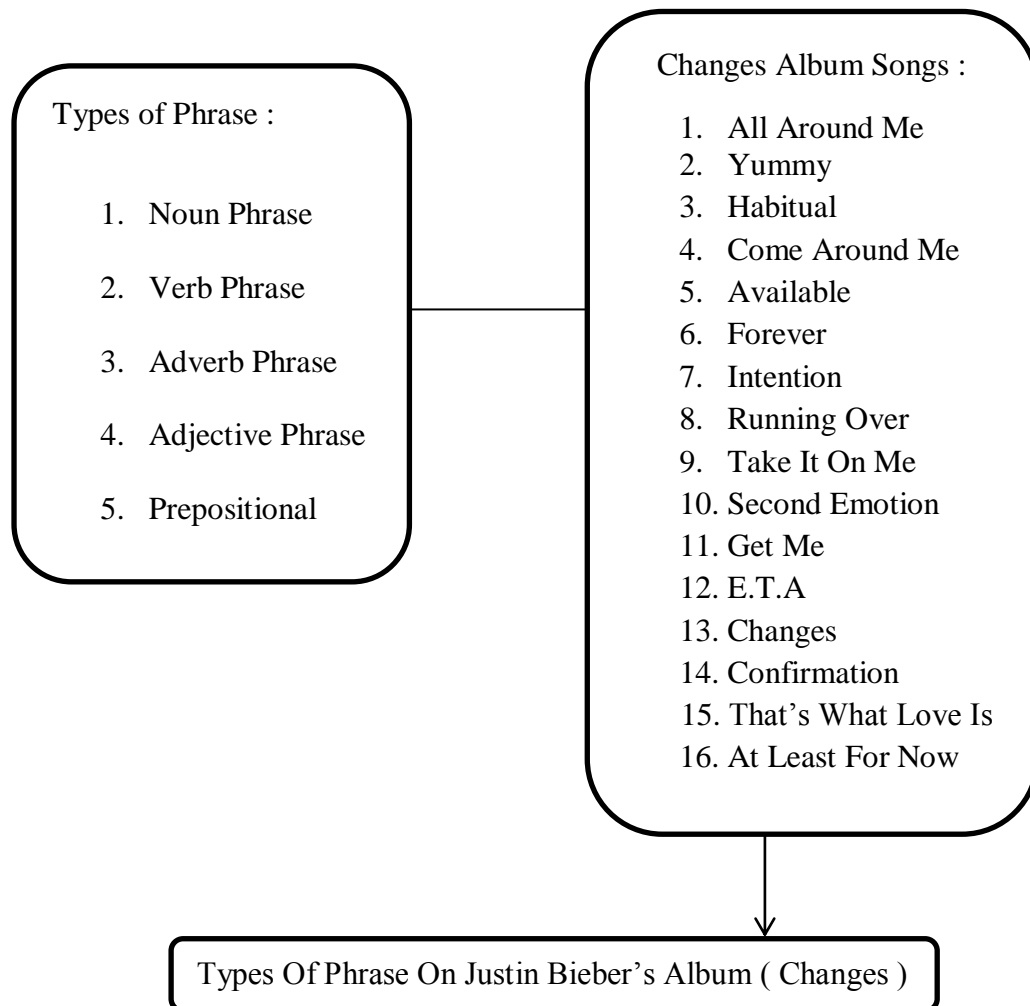 Types of Phrase :
1. Noun Phrase
2. Verb Phrase
3. Adverb Phrase
4. Adjective Phrase
5. Prepositional
Changes Album Songs :
1. All Around Me
2. Yummy
3. Habitual
4. Come Around Me
5. Available
6. Forever
7. Intention
8. Running Over
9. Take It On Me
10. Second Emotion
11. Get Me
12. E.T.A
13. Changes
14. Confirmation
15. That’s What Love Is
16. At Least For Now
Types Of Phrase On Justin Bieber’s Album ( Changes )